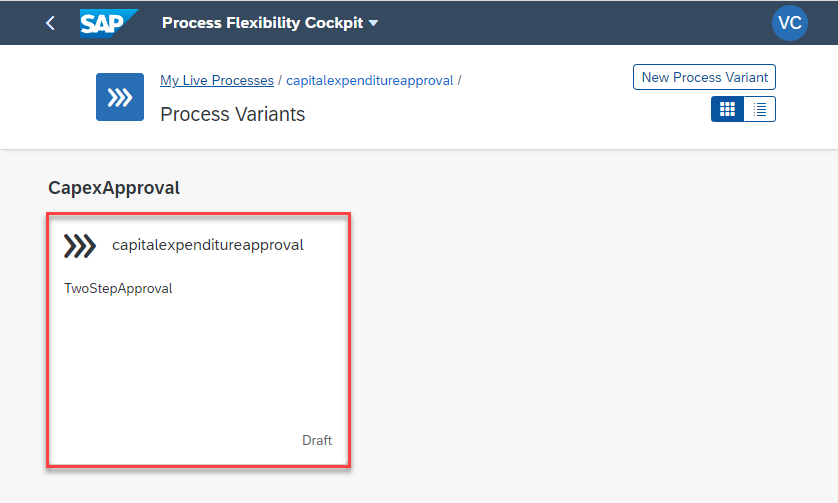 SAP Process Flexibility Cockpit VC
My Live Processes / capitalexpenditureapproval /
New Process Variant
Process Variants
CapexApproval
capitalexpenditureapproval
TwoStepApproval
Draft